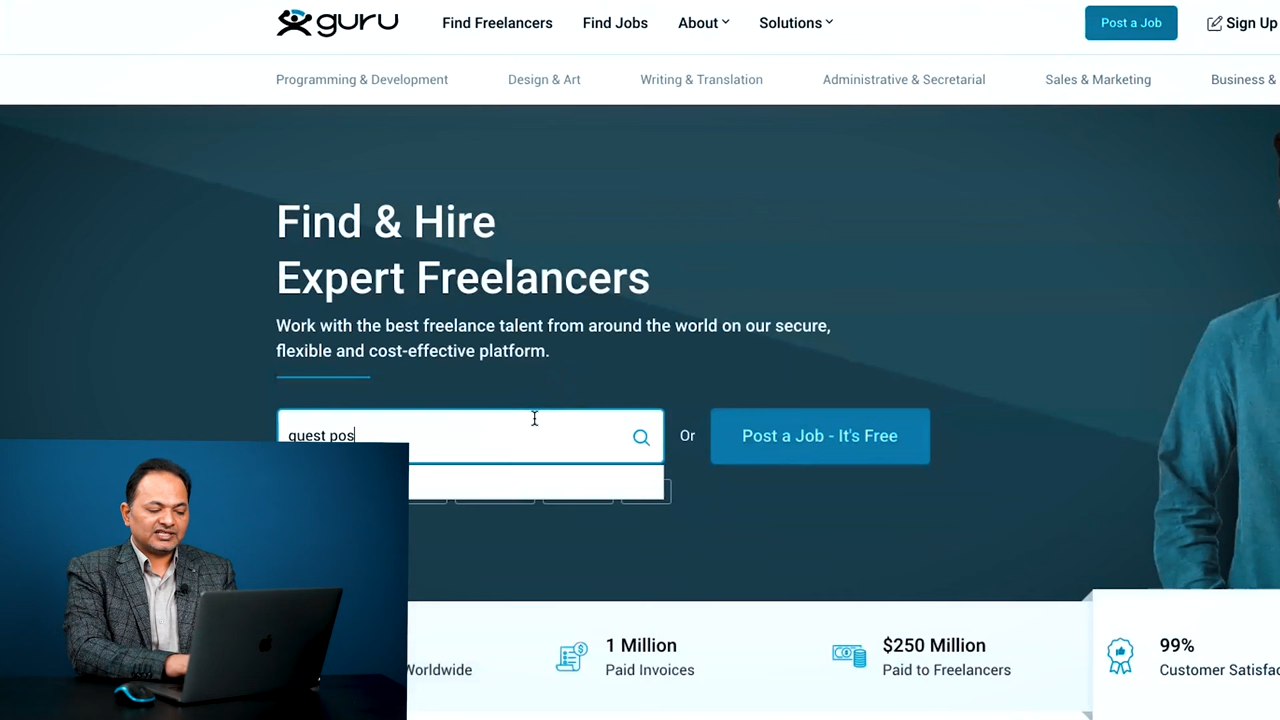 guru
Find Freelancers
Find Jobs
About
Solutions
Post a Job
Sign Up
Programming & Development
Design & Art
Writing & Translation
Administrative & Secretarial
Sales & Marketing
Business &
Find & Hire
Expert Freelancers
Work with the best freelance talent from around the world on our secure,
flexible and cost-effective platform.
guest pos
Or
Post a Job - It's Free
Worldwide
1 Million
Paid Invoices
$250 Million
Paid to Freelancers
99%
Customer Satisfac